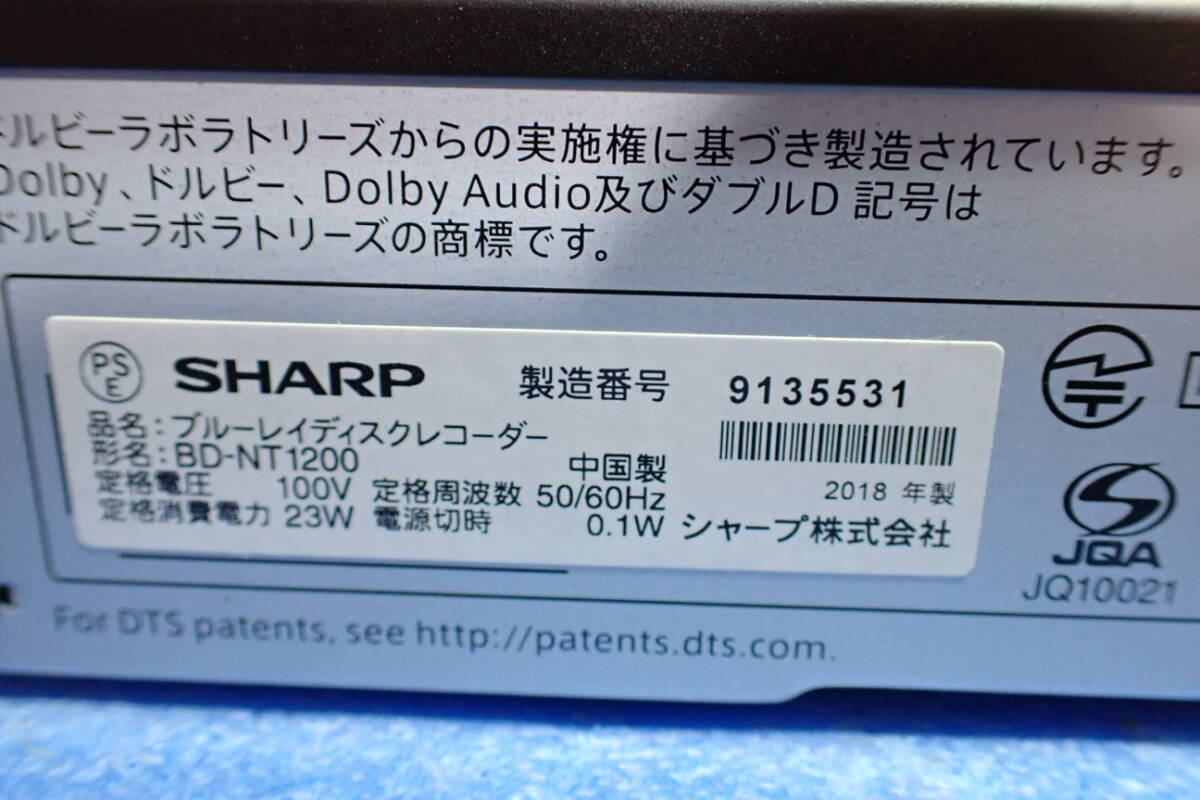 ドルビーラボラトリーズからの実施権に基づき製造されています。
Dolby、ドルビー、Dolby Audio及びダブルD 記号は
ドルビーラボラトリーズの商標です。
PS
E
SHARP 製造番号 9135531
品名:ブルーレイディスクレコーダー
形名:BD-NT1200 中国製
定格電圧 100V 定格周波数 50/60Hz 2018 年製
定格消費電力 23W 電源切時 0.1W シャープ株式会社
JQA
JQ10021
For DTS patents, see http://patents.dts.com.